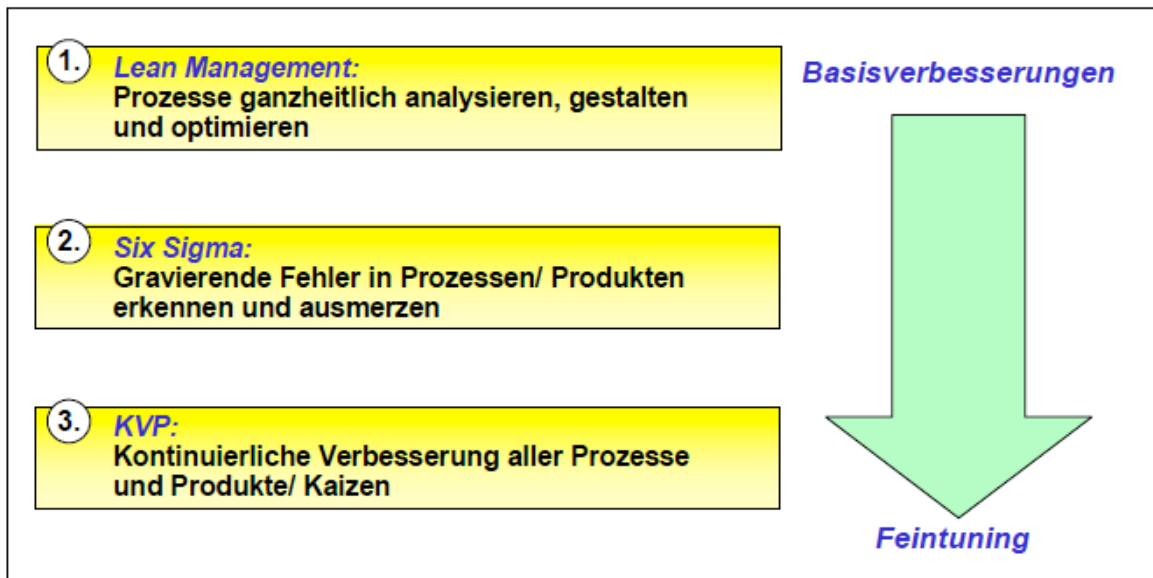 1.
Lean Management:
Prozesse ganzheitlich analysieren, gestalten
und optimieren
Basisverbesserungen
2.
Six Sigma:
Gravierende Fehler in Prozessen/ Produkten
erkennen und ausmerzen
3.
KVP:
Kontinuierliche Verbesserung aller Prozesse
und Produkte/ Kaizen
Feintuning